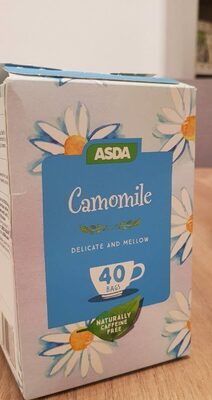 ASDA
Camomile
DELICATE AND MELLOW
40
BAGS
NATURALLY
CAFFEINE
FREE